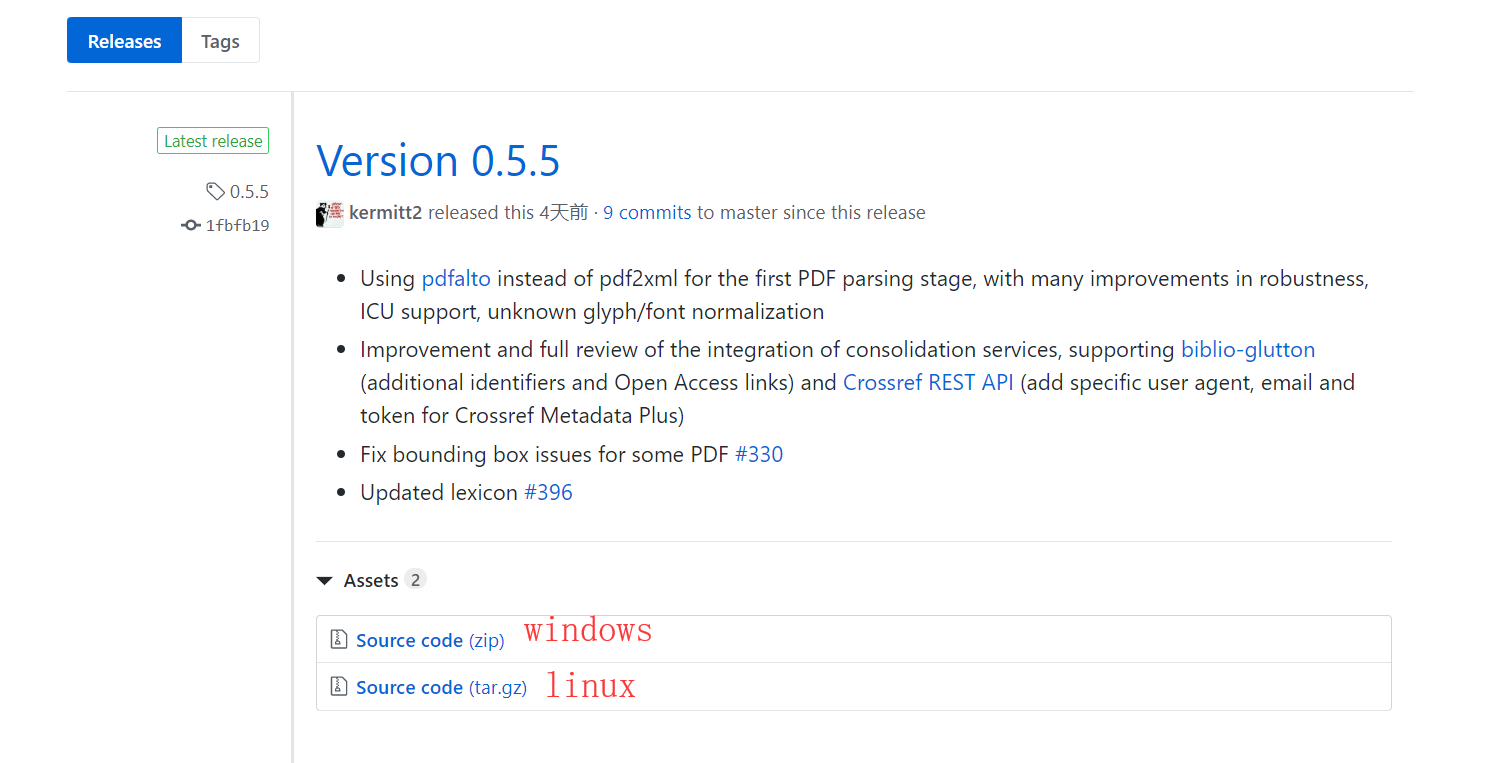 Releases Tags
Latest release
0.5.5
1fbfb19
Version 0.5.5
kermitt2 released this 4天前 · 9 commits to master since this release
• Using pdfalto instead of pdf2xml for the first PDF parsing stage, with many improvements in robustness,
ICU support, unknown glyph/font normalization
• Improvement and full review of the integration of consolidation services, supporting biblio-glutton
(additional identifiers and Open Access links) and Crossref REST API (add specific user agent, email and
token for Crossref Metadata Plus)
• Fix bounding box issues for some PDF #330
• Updated lexicon #396
Assets 2
Source code (zip) windows
Source code (tar.gz) linux